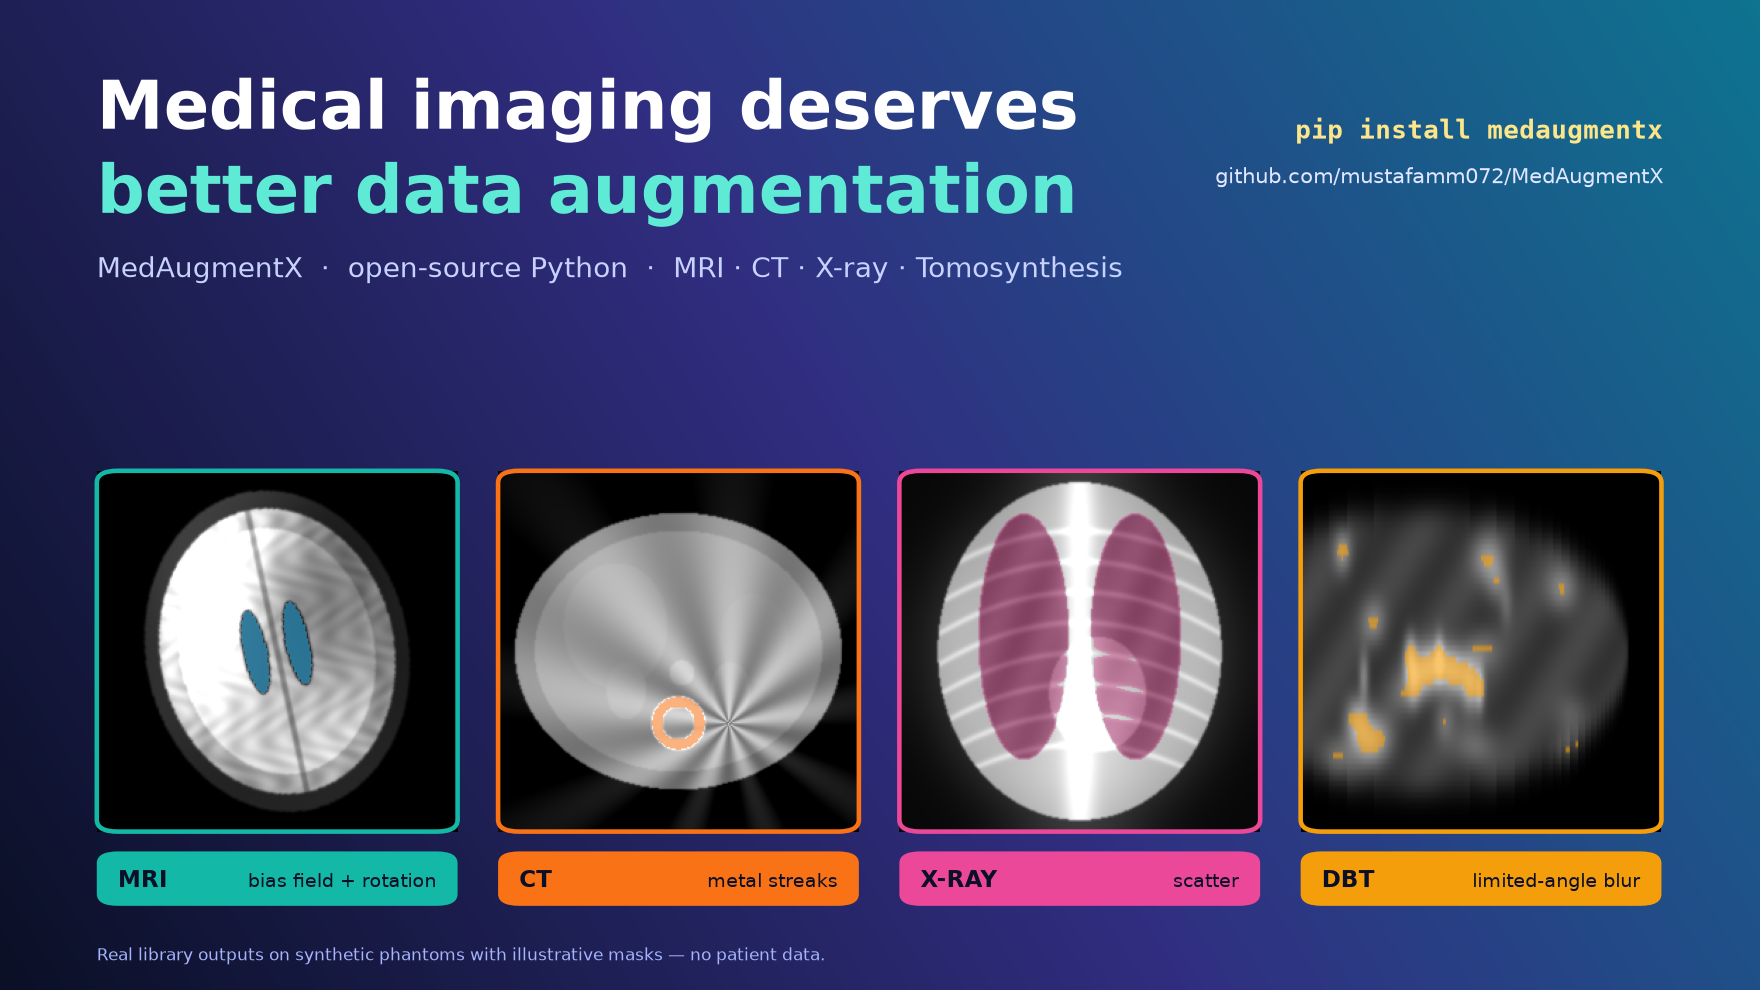 Medical imaging deserves
better data augmentation
pip install medaugmentx
github.com/mustafamm072/MedAugmentX
MedAugmentX · open-source Python · MRI · CT · X-ray · Tomosynthesis
MRI bias field + rotation
CT metal streaks
X-RAY scatter
DBT limited-angle blur
Real library outputs on synthetic phantoms with illustrative masks — no patient data.